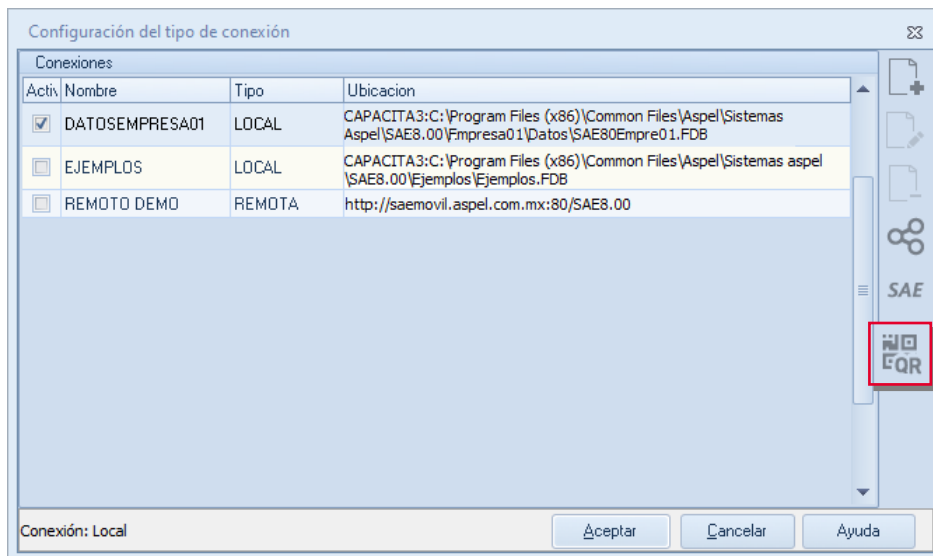 Configuración del tipo de conexión
Conexiones
Activ Nombre Tipo Ubicacion
DATOSEMPRESA01 LOCAL CAPACITA3:C:\Program Files (x86)\Common Files\Aspel\Sistemas
Aspel\SAE8.00\Empresa01\Datos\SAE80Empre01.FDB
EJEMPLOS LOCAL CAPACITA3:C:\Program Files (x86)\Common Files\Aspel\Sistemas aspel
\SAE8.00\Ejemplos\Ejemplos.FDB
REMOTO DEMO REMOTA http://saemovil.aspel.com.mx:80/SAE8.00
SAE
QR
Conexión: Local Aceptar Cancelar Ayuda